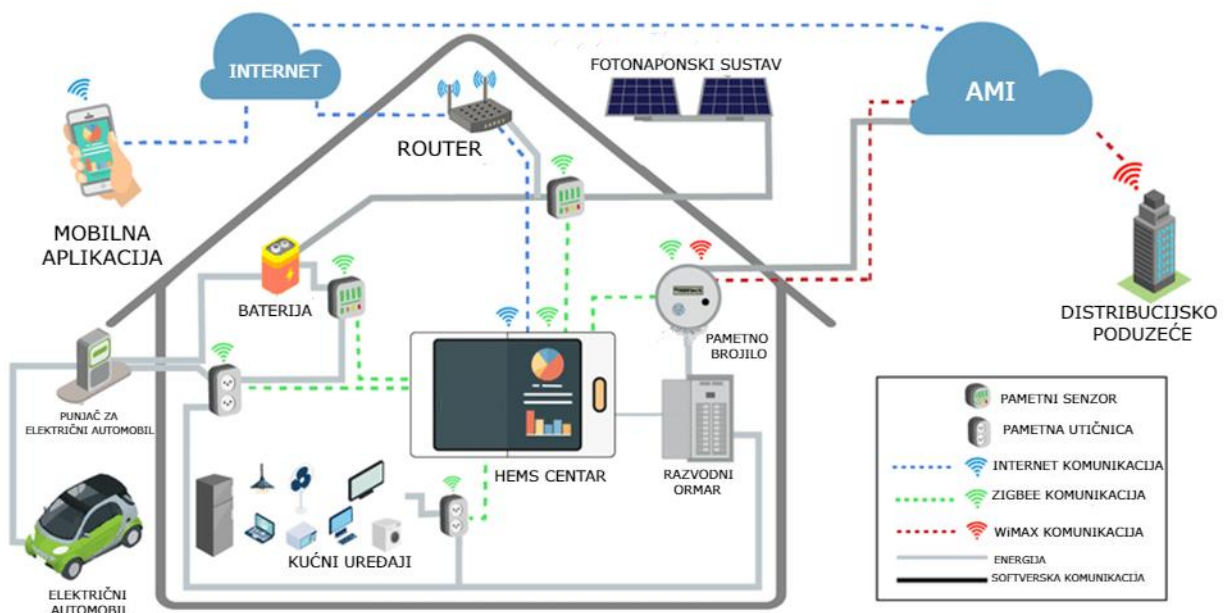 INTERNET
FOTONAPONSKI SUSTAV
AMI
ROUTER
MOBILNA
APLIKACIJA
BATERIJA
PAMETNO
BROJILO
DISTRIBUCIJSKO
PODUZEĆE
PUNJAČ ZA
ELEKTRIČNI AUTOMOBIL
HEMS CENTAR
RAZVODNI
ORMAR
KUĆNI UREĐAJI
ELEKTRIČNI
AUTOMOBIL
PAMETNI SENZOR
PAMETNA UTIČNICA
INTERNET KOMUNIKACIJA
ZIGBEE KOMUNIKACIJA
WiMAX KOMUNIKACIJA
ENERGIJA
SOFTVERSKA KOMUNIKACIJA